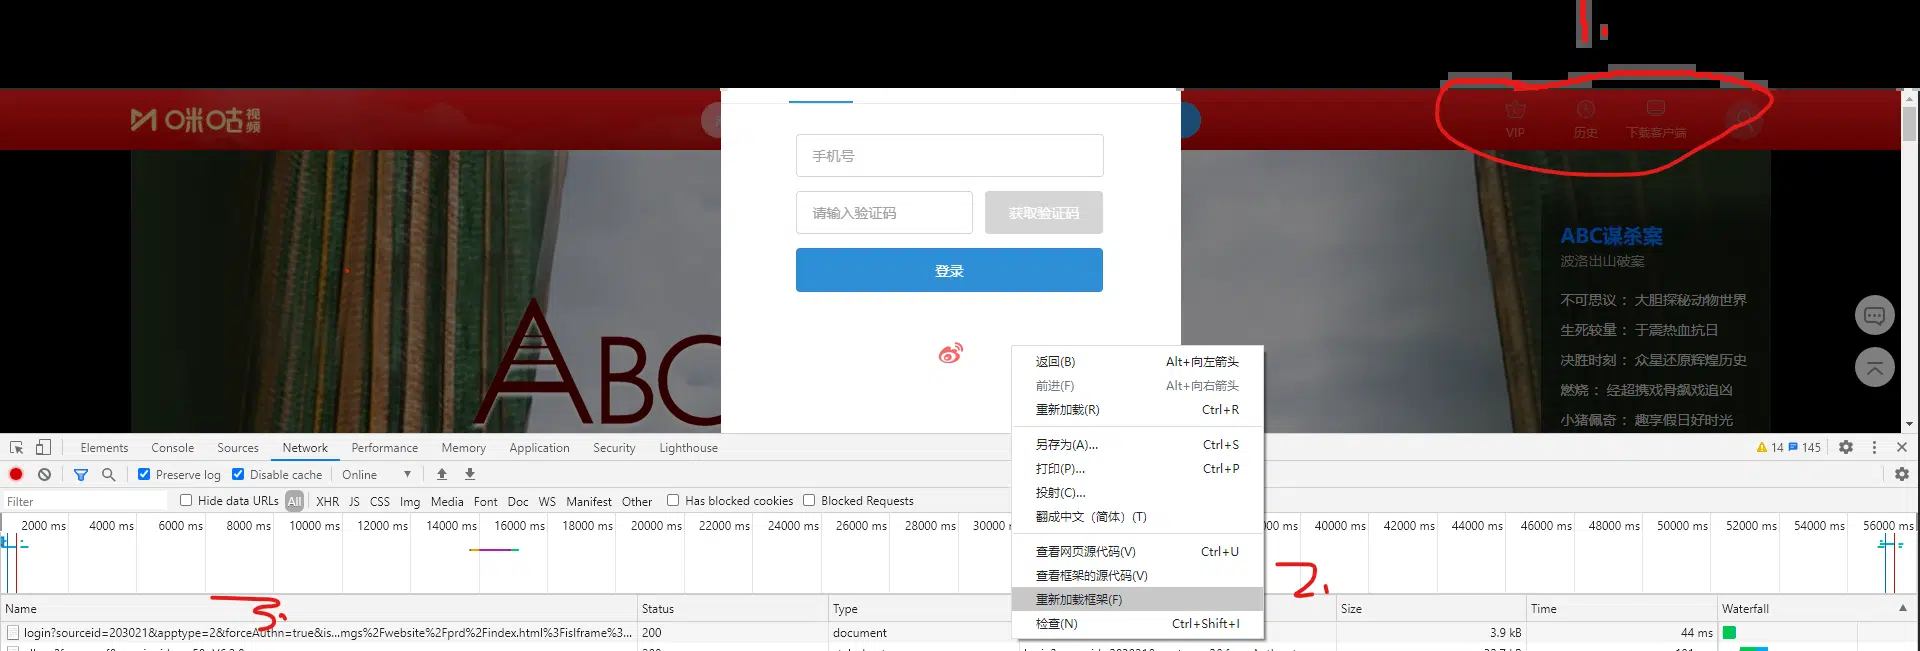 1.
咪咕视频
VIP
历史
下载客户端
手机号
请输入验证码
获取验证码
登录
ABC
ABC谋杀案
波洛出山破案
不可思议： 大胆探秘动物世界
生死较量： 于震热血抗日
决胜时刻： 众星还原辉煌历史
燃烧： 经超携戏骨飙戏追凶
小猪佩奇： 趣享假日好时光
返回(B) Alt+向左箭头
前进(F) Alt+向右箭头
重新加载(R) Ctrl+R
另存为(A)... Ctrl+S
打印(P)... Ctrl+P
投射(C)...
翻成中文（简体）(T)
查看网页源代码(V) Ctrl+U
查看框架的源代码(V)
重新加载框架(F)
检查(N) Ctrl+Shift+I
2.
Elements Console Sources Network Performance Memory Application Security Lighthouse 14 145
Preserve log Disable cache Online
Filter Hide data URLs All XHR JS CSS Img Media Font Doc WS Manifest Other Has blocked cookies Blocked Requests
2000 ms 4000 ms 6000 ms 8000 ms 10000 ms 12000 ms 14000 ms 16000 ms 18000 ms 20000 ms 22000 ms 24000 ms 26000 ms 28000 ms 30000 000 ms 40000 ms 42000 ms 44000 ms 46000 ms 48000 ms 50000 ms 52000 ms 54000 ms 56000 ms
3.
Name Status Type Size Time Waterfall
login?sourceid=203021&apptype=2&forceAuthn=true&is...mgs%2Fwebsite%2Fprd%2Findex.html%3FisIframe%3... 200 document 3.9 kB 44 ms